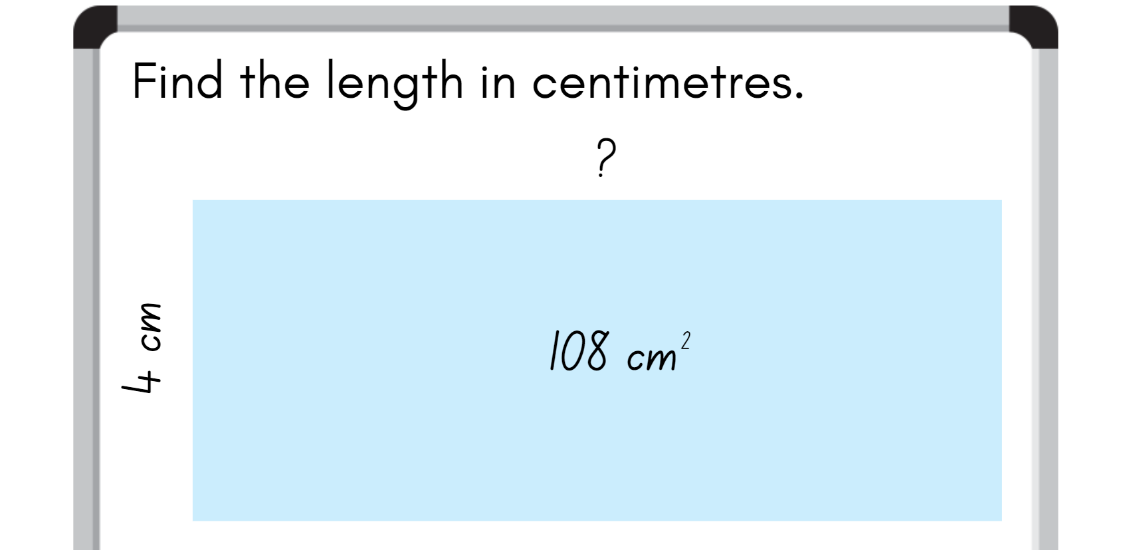 Find the length in centimetres.
?
4 cm
108 cm²